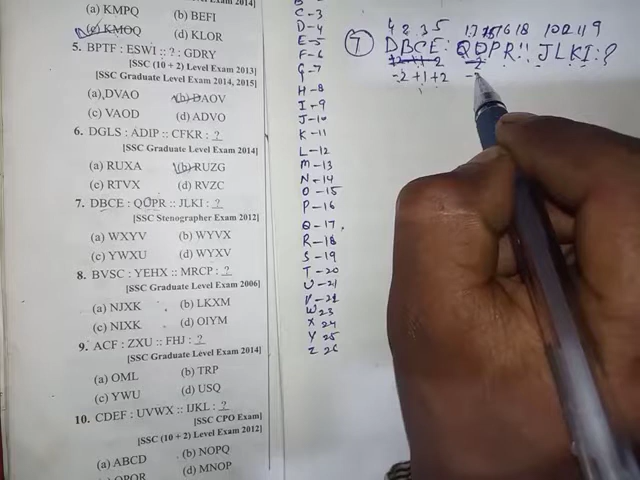 (a) KMPQ (b) BEFI
(c) KMOQ (d) KLOR
5. BPTF : ESWI :: ? : GDRY
[SSC (10 + 2) Level Exam 2013]
[SSC Graduate Level Exam 2014, 2015]
(a) DVAO (b) DAOV
(c) VAOD (d) ADVO
6. DGLS : ADIP :: CFKR : ?
[SSC Graduate Level Exam 2014]
(a) RUXA (b) RUZG
(c) RTVX (d) RVZC
7. DBCE : QOPR :: JLKI : ?
[SSC Stenographer Exam 2012]
(a) WXYV (b) WYVX
(c) YWXU (d) WYXV
8. BVSC : YEHX :: MRCP : ?
[SSC Graduate Level Exam 2006]
(a) NJXK (b) LKXM
(c) NIXK (d) OIYM
9. ACF : ZXU :: FHJ : ?
[SSC Graduate Level Exam 2014]
(a) OML (b) TRP
(c) YWU (d) USQ
10. CDEF : UVWX :: IJKL : ?
[SSC CPO Exam]
[SSC (10 + 2) Level Exam 2012]
(a) ABCD (b) NOPQ
(d) MNOP
C-3
D-4
E-5
F-6
G-7
H-8
I-9
J-10
K-11
L-12
M-13
N-14
O-15
P-16
Q-17
R-18
S-19
T-20
U-21
W 23
X 24
Y 25
Z 26
4 2 3 5
16 18 10 12 11 9
7 DBCE : QOPR :: JLKI : ?
-2 +1 +2